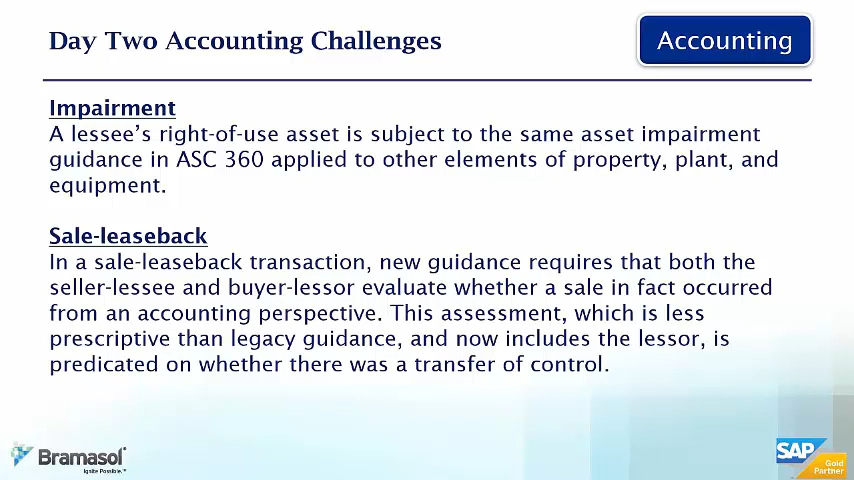 Day Two Accounting Challenges
Accounting
Impairment
A lessee’s right-of-use asset is subject to the same asset impairment
guidance in ASC 360 applied to other elements of property, plant, and
equipment.
Sale-leaseback
In a sale-leaseback transaction, new guidance requires that both the
seller-lessee and buyer-lessor evaluate whether a sale in fact occurred
from an accounting perspective. This assessment, which is less
prescriptive than legacy guidance, and now includes the lessor, is
predicated on whether there was a transfer of control.
Bramasol
Ignite Possible.™
SAP
Gold
Partner